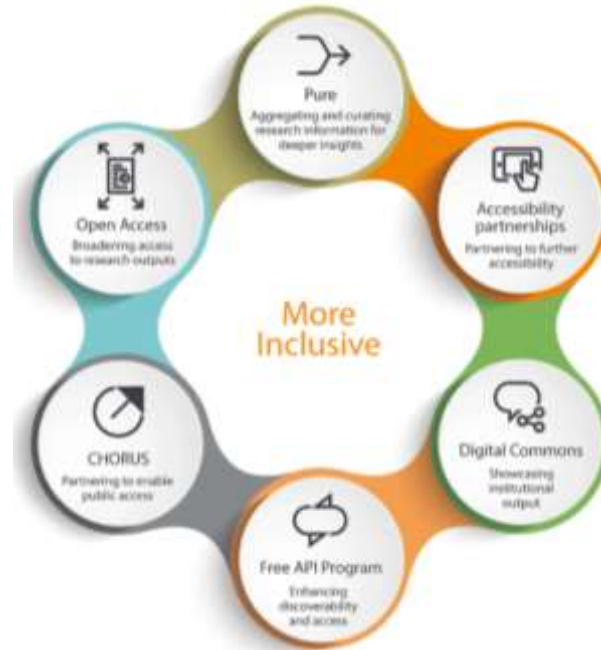 Pure
Aggregating and curating
research information for
deeper insights
Accessibility
partnerships
Partnering to further
accessibility
Digital Commons
Showcasing
institutional
output
Free API Program
Enhancing
discoverability
and access
CHORUS
Partnering to enable
public access
Open Access
Broadering access
to research outputs
More
Inclusive